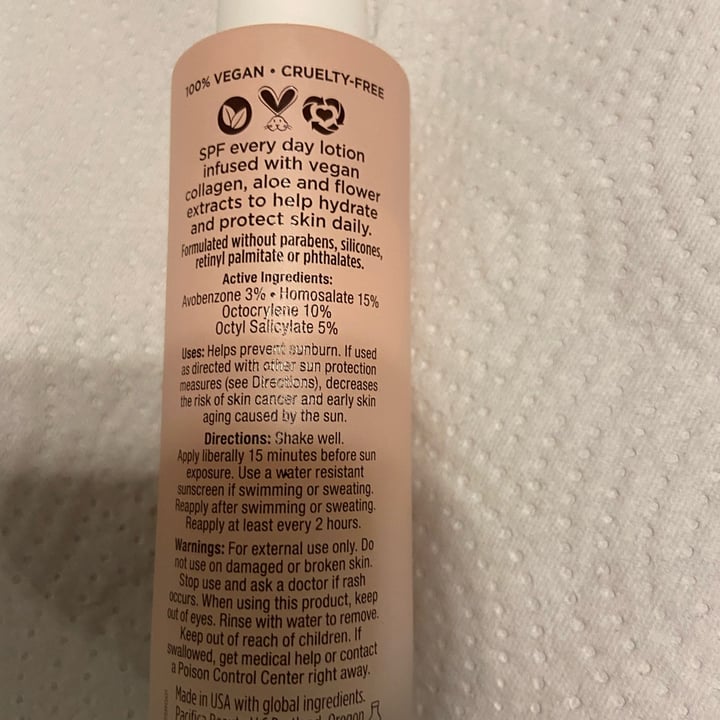 100% VEGAN • CRUELTY-FREE
SPF every day lotion
infused with vegan
collagen, aloe and flower
extracts to help hydrate
and protect skin daily.
Formulated without parabens, silicones,
retinyl palmitate or phthalates.
Active Ingredients:
Avobenzone 3% • Homosalate 15%
Octocrylene 10%
Octyl Salicylate 5%
Uses: Helps prevent sunburn. If used
as directed with other sun protection
measures (see Directions), decreases
the risk of skin cancer and early skin
aging caused by the sun.
Directions: Shake well.
Apply liberally 15 minutes before sun
exposure. Use a water resistant
sunscreen if swimming or sweating.
Reapply after swimming or sweating.
Reapply at least every 2 hours.
Warnings: For external use only. Do
not use on damaged or broken skin.
Stop use and ask a doctor if rash
occurs. When using this product, keep
out of eyes. Rinse with water to remove.
Keep out of reach of children. If
swallowed, get medical help or contact
a Poison Control Center right away.
Made in USA with global ingredients.
Pacifica Oregon